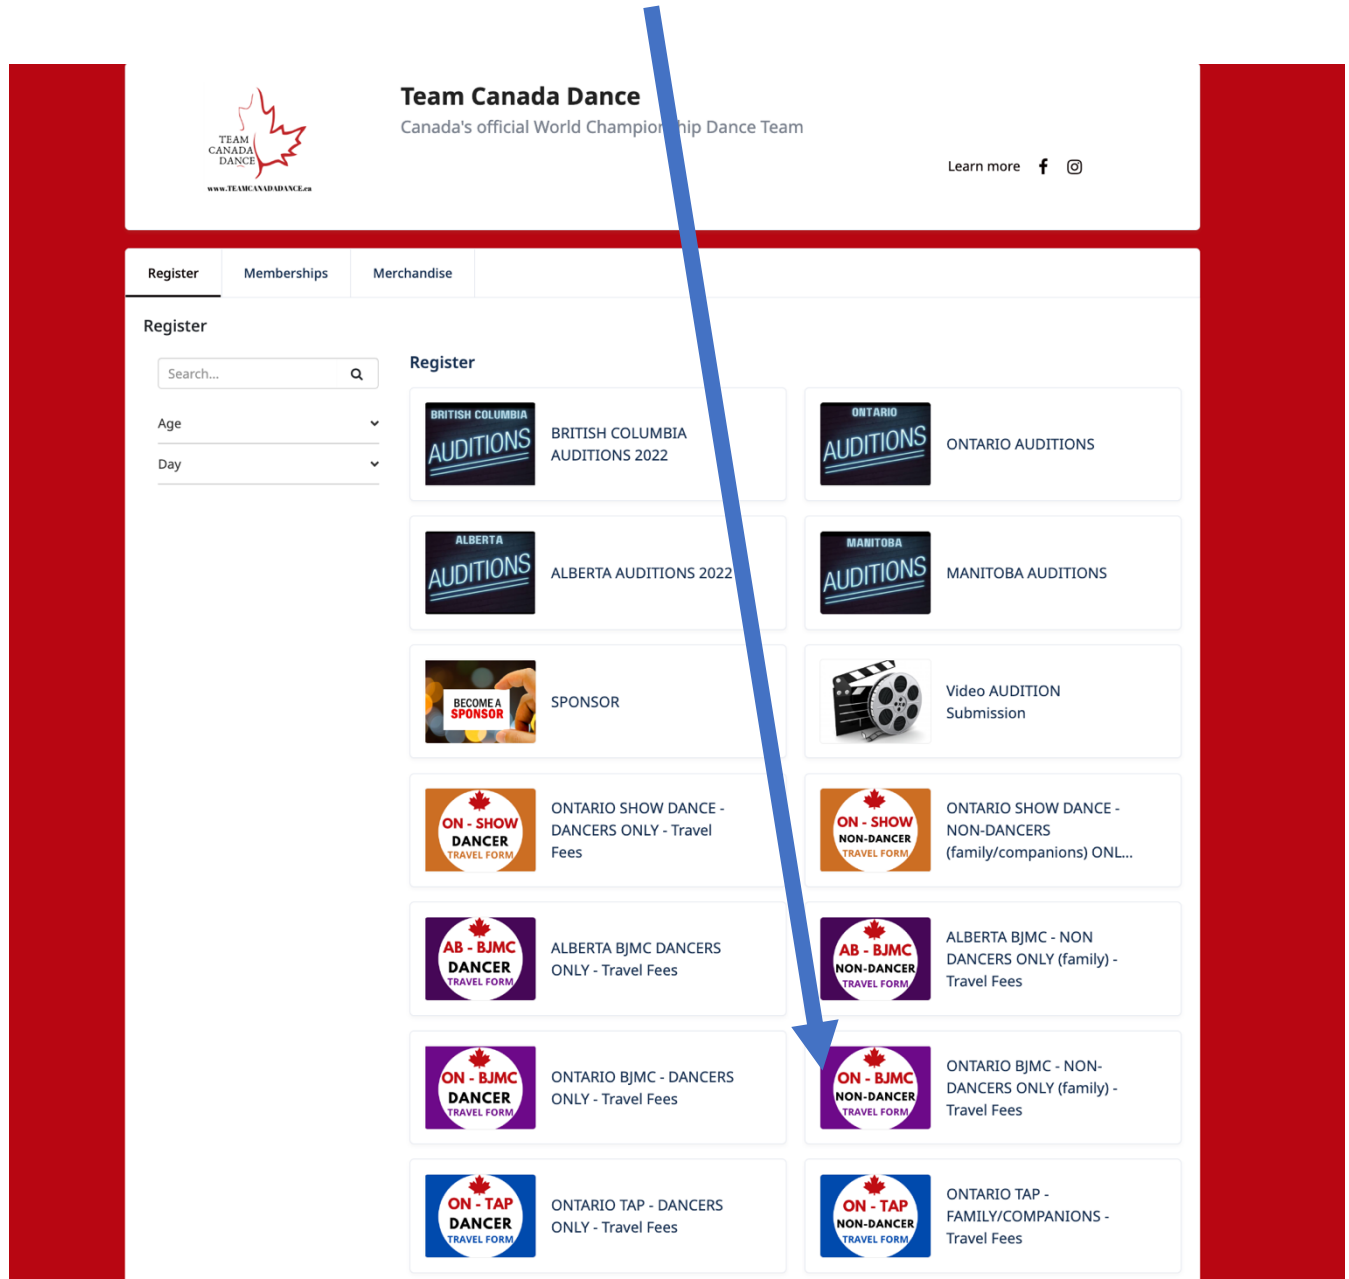 Team Canada Dance
Canada's official World Championship Dance Team
TEAM
CANADA
DANCE
www.TEAMCANADADANCE.ca
Learn more
Register
Memberships
Merchandise
Register
Search...
Age
Day
Register
BRITISH COLUMBIA
AUDITIONS
BRITISH COLUMBIA
AUDITIONS 2022
ONTARIO
AUDITIONS
ONTARIO AUDITIONS
ALBERTA
AUDITIONS
ALBERTA AUDITIONS 2022
MANITOBA
AUDITIONS
MANITOBA AUDITIONS
BECOME A
SPONSOR
SPONSOR
Video AUDITION
Submission
ON - SHOW
DANCER
TRAVEL FORM
ONTARIO SHOW DANCE -
DANCERS ONLY - Travel
Fees
ON - SHOW
NON-DANCER
TRAVEL FORM
ONTARIO SHOW DANCE -
NON-DANCERS
(family/companions) ONL...
AB - BJMC
DANCER
TRAVEL FORM
ALBERTA BJMC DANCERS
ONLY - Travel Fees
AB - BJMC
NON-DANCER
TRAVEL FORM
ALBERTA BJMC - NON
DANCERS ONLY (family) -
Travel Fees
ON - BJMC
DANCER
TRAVEL FORM
ONTARIO BJMC - DANCERS
ONLY - Travel Fees
ON - BJMC
NON-DANCER
TRAVEL FORM
ONTARIO BJMC - NON-
DANCERS ONLY (family) -
Travel Fees
ON - TAP
DANCER
TRAVEL FORM
ONTARIO TAP - DANCERS
ONLY - Travel Fees
ON - TAP
NON-DANCER
TRAVEL FORM
ONTARIO TAP -
FAMILY/COMPANIONS -
Travel Fees